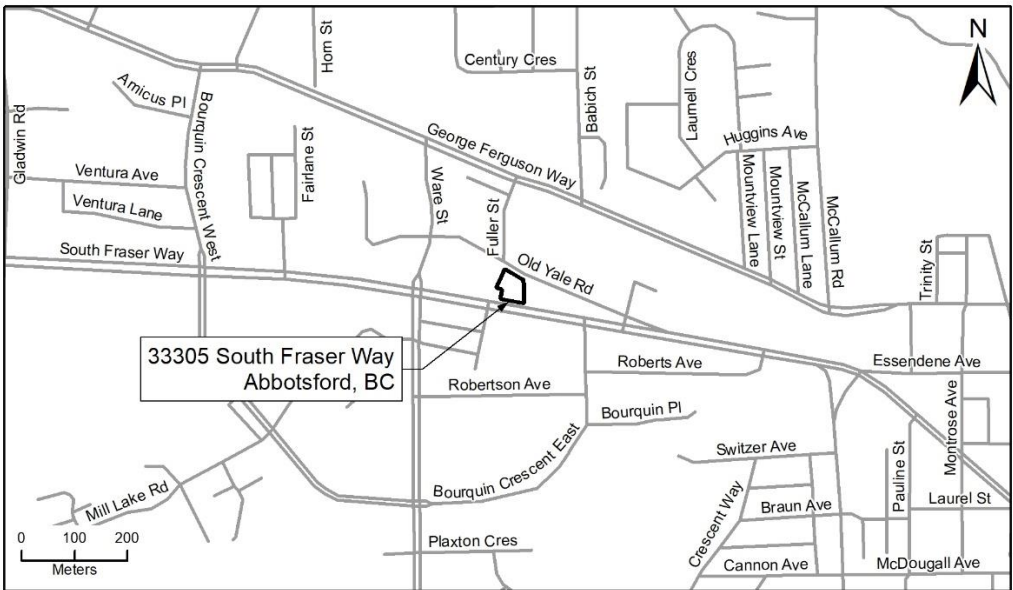 Horn St
N
Century Cres
Babich St
Laumell Cres
Amicus Pl
Gladwin Rd
Bourquin Crescent West
Fairlane St
George Ferguson Way
Huggins Ave
Ventura Ave
Ware St
Mountview Lane
Mountview St
McCallum Lane
McCallum Rd
Ventura Lane
Fuller St
Trinity St
South Fraser Way
Old Yale Rd
33305 South Fraser Way
Abbotsford, BC
Roberts Ave
Essendene Ave
Robertson Ave
Bourquin Pl
Montrose Ave
Switzer Ave
Bourquin Crescent East
Pauline St
Mill Lake Rd
Crescent Way
Braun Ave
Laurel St
0 100 200
Meters
Plaxton Cres
Cannon Ave
McDougall Ave